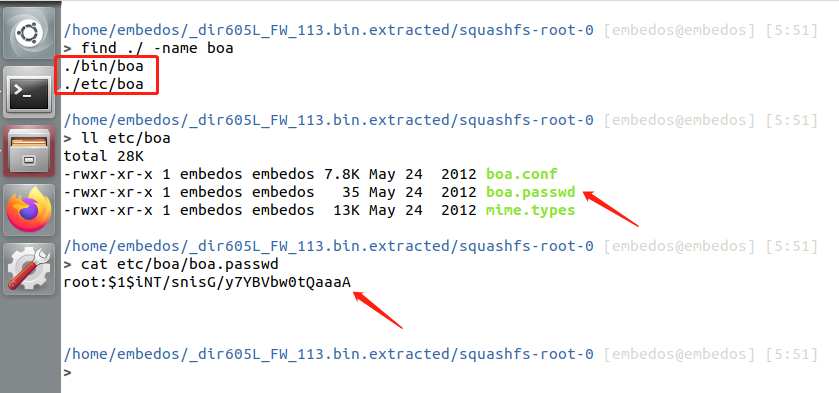 /home/embedos/_dir605L_FW_113.bin.extracted/squashfs-root-0 [embedos@embedos] [5:51]
> find ./ -name boa
./bin/boa
./etc/boa
/home/embedos/_dir605L_FW_113.bin.extracted/squashfs-root-0 [embedos@embedos] [5:51]
> ll etc/boa
total 28K
-rwxr-xr-x 1 embedos embedos 7.8K May 24  2012 boa.conf
-rwxr-xr-x 1 embedos embedos   35 May 24  2012 boa.passwd
-rwxr-xr-x 1 embedos embedos  13K May 24  2012 mime.types
/home/embedos/_dir605L_FW_113.bin.extracted/squashfs-root-0 [embedos@embedos] [5:51]
> cat etc/boa/boa.passwd
root:$1$iNT/snisG/y7YBVbw0tQaaaA
/home/embedos/_dir605L_FW_113.bin.extracted/squashfs-root-0 [embedos@embedos] [5:51]
>